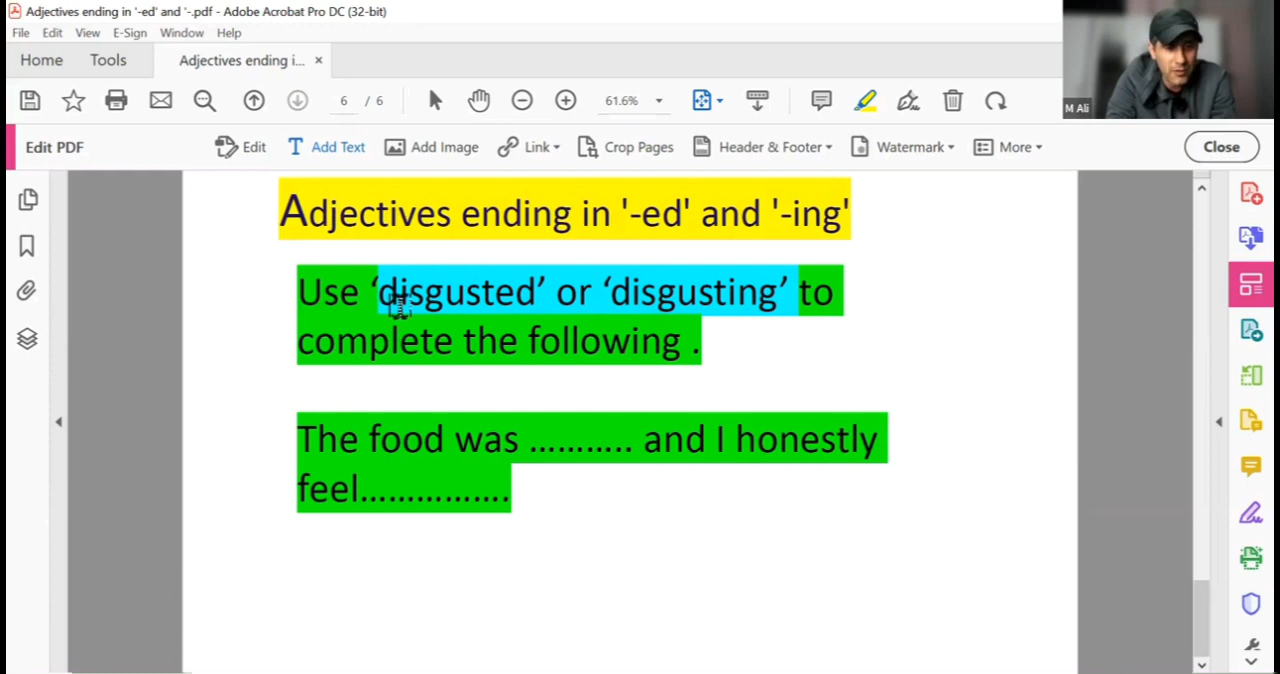 Adjectives ending in '-ed' and '-.pdf - Adobe Acrobat Pro DC (32-bit)
File Edit View E-Sign Window Help
Home Tools Adjectives ending i... ×
6 / 6 61.6%
M Ali
Edit PDF Edit Add Text Add Image Link Crop Pages Header & Footer Watermark More Close
Adjectives ending in '-ed' and '-ing'
Use ‘disgusted’ or ‘disgusting’ to
complete the following .
The food was ……….. and I honestly
feel…………….